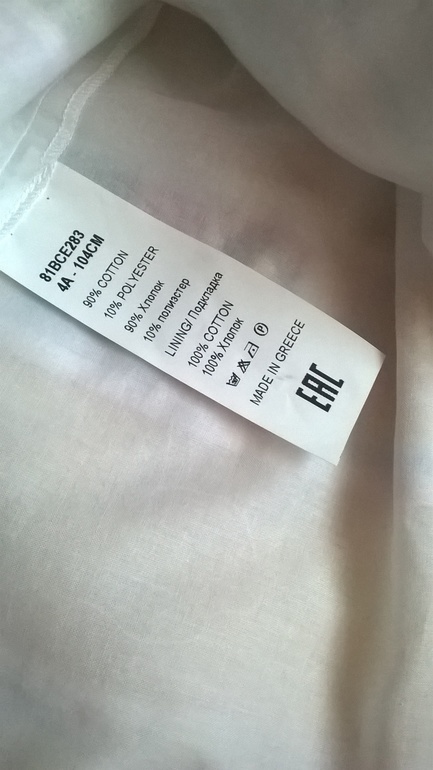 81BCE283
4A - 104CM
90% COTTON
10% POLYESTER
90% Хлопок
10% полиэстер
LINING/ Подкладка
100% COTTON
100% Хлопок
MADE IN GREECE
EAC